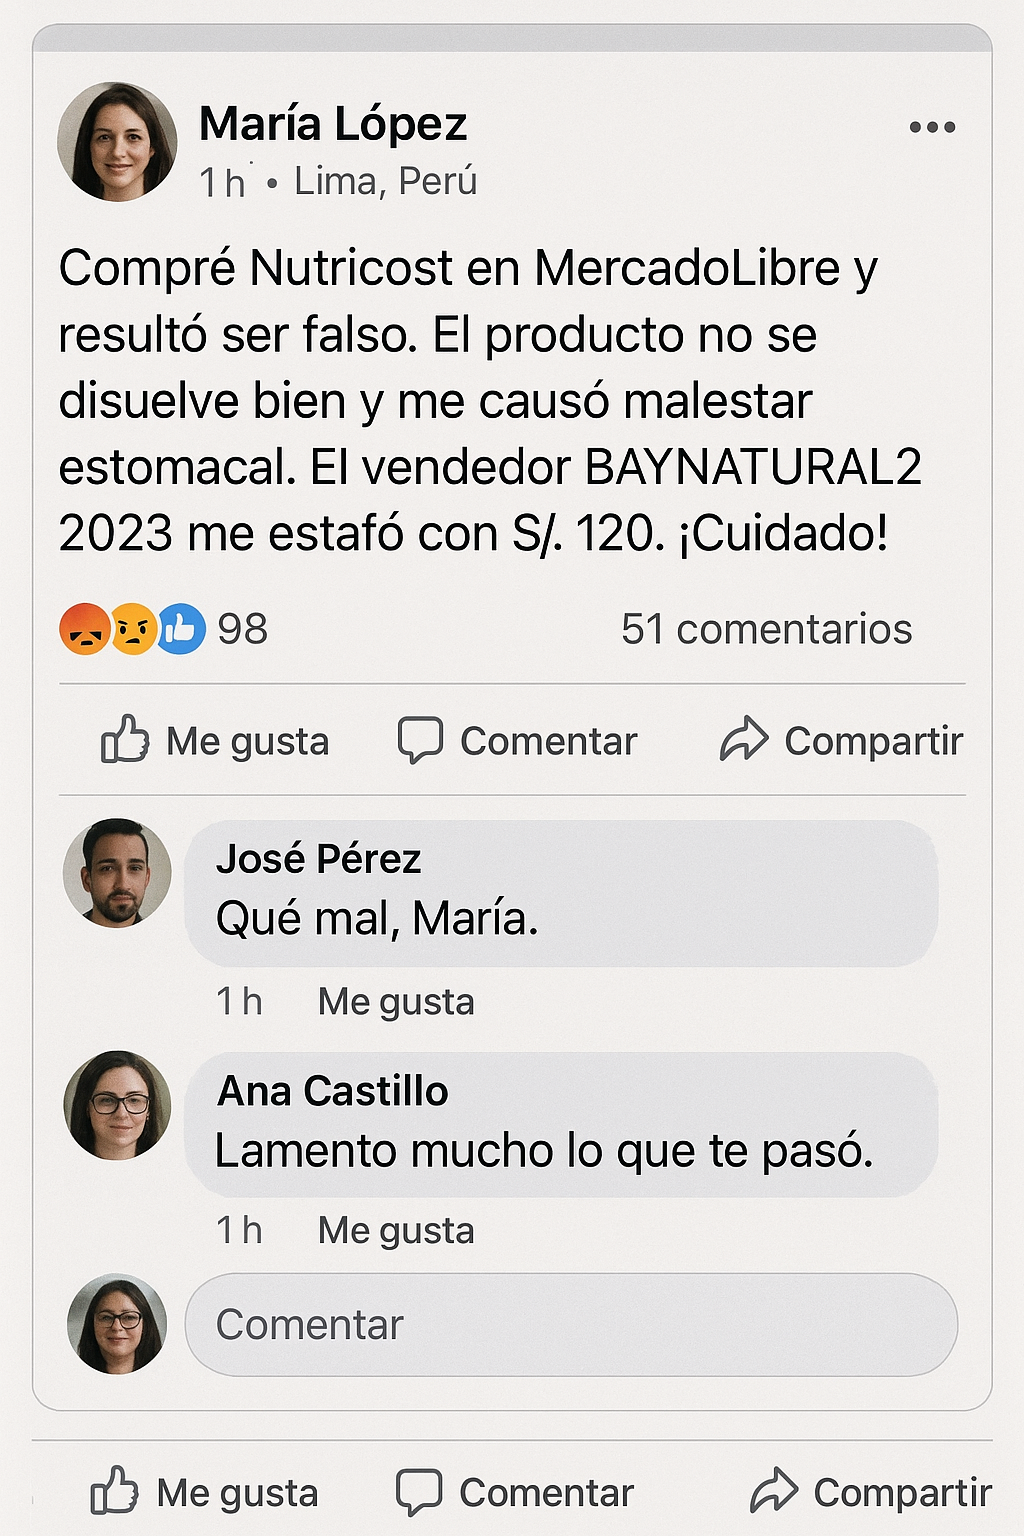 María López
1 h • Lima, Perú
Compré Nutricost en MercadoLibre y
resultó ser falso. El producto no se
disuelve bien y me causó malestar
estomacal. El vendedor BAYNATURAL2
2023 me estafó con S/. 120. ¡Cuidado!
98 51 comentarios
Me gusta Comentar Compartir
José Pérez
Qué mal, María.
1 h Me gusta
Ana Castillo
Lamento mucho lo que te pasó.
1 h Me gusta
Comentar
Me gusta Comentar Compartir